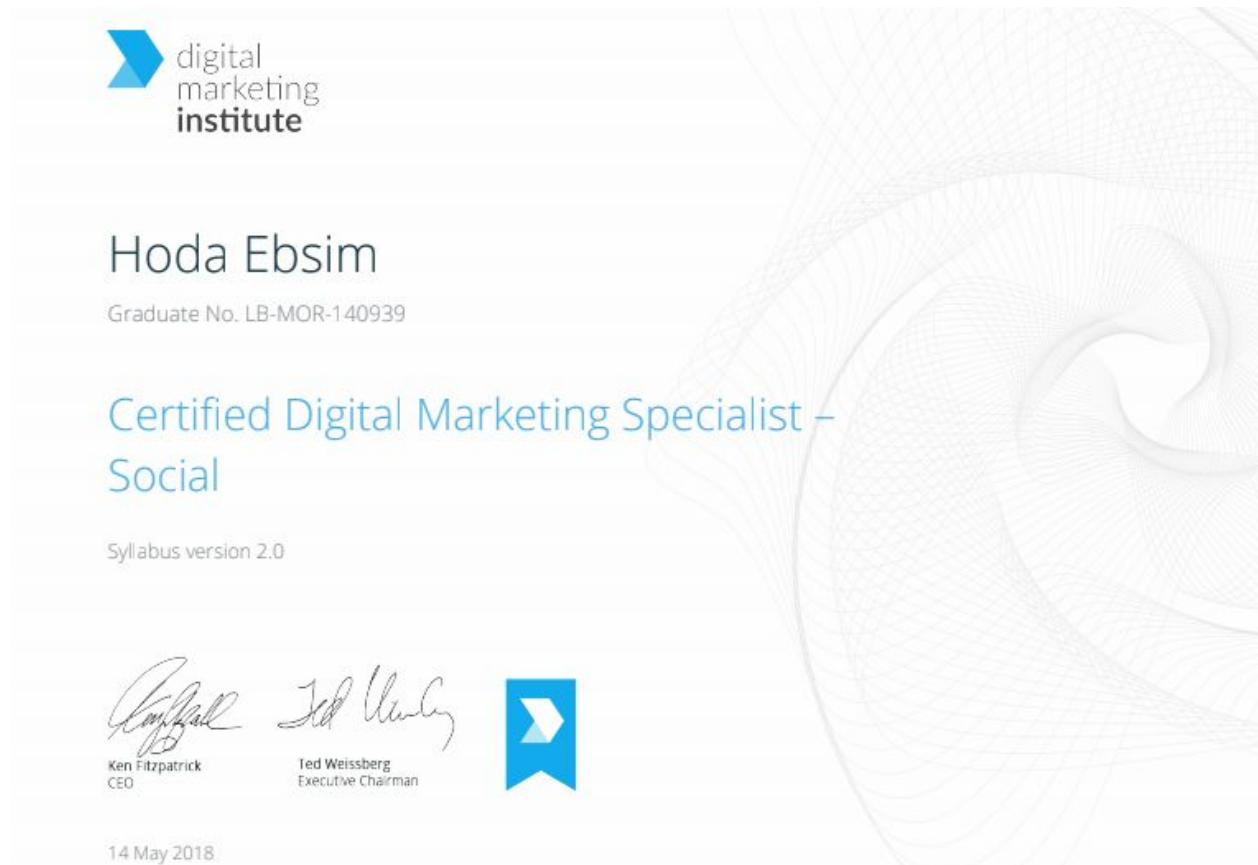 digital
marketing
institute
Hoda Ebsim
Graduate No. LB-MOR-140939
Certified Digital Marketing Specialist –
Social
Syllabus version 2.0
Ken Fitzpatrick
CEO
Ted Weissberg
Executive Chairman
14 May 2018